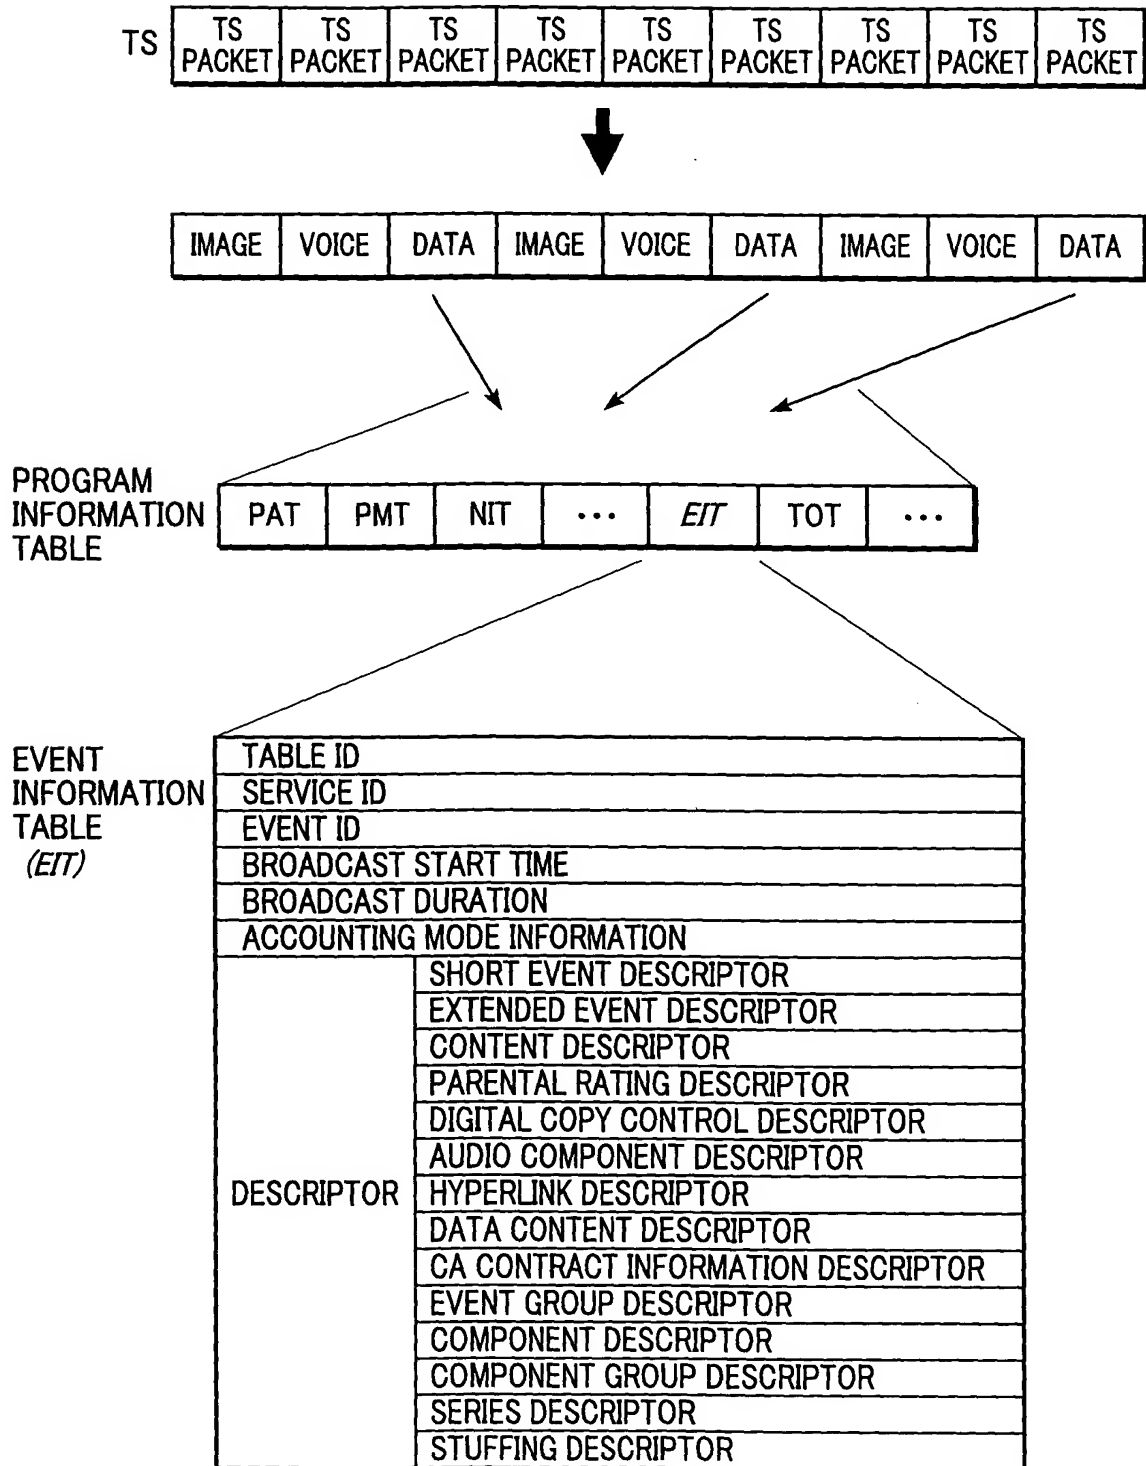 TS
TS PACKET TS PACKET TS PACKET TS PACKET TS PACKET TS PACKET TS PACKET TS PACKET TS PACKET
IMAGE VOICE DATA IMAGE VOICE DATA IMAGE VOICE DATA
PROGRAM
INFORMATION
TABLE
PAT PMT NIT ... EIT TOT ...
EVENT
INFORMATION
TABLE
(EIT)
TABLE ID
SERVICE ID
EVENT ID
BROADCAST START TIME
BROADCAST DURATION
ACCOUNTING MODE INFORMATION
DESCRIPTOR
SHORT EVENT DESCRIPTOR
EXTENDED EVENT DESCRIPTOR
CONTENT DESCRIPTOR
PARENTAL RATING DESCRIPTOR
DIGITAL COPY CONTROL DESCRIPTOR
AUDIO COMPONENT DESCRIPTOR
HYPERLINK DESCRIPTOR
DATA CONTENT DESCRIPTOR
CA CONTRACT INFORMATION DESCRIPTOR
EVENT GROUP DESCRIPTOR
COMPONENT DESCRIPTOR
COMPONENT GROUP DESCRIPTOR
SERIES DESCRIPTOR
STUFFING DESCRIPTOR